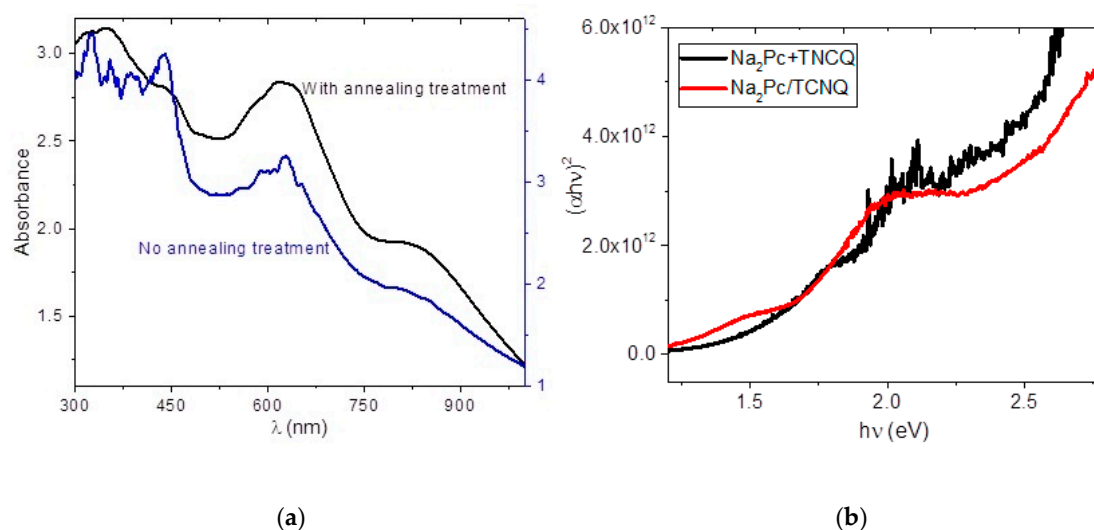 3.0
2.5
2.0
1.5
Absorbance
300 450 600 750 900
λ (nm)
4
3
2
1
With annealing treatment
No annealing treatment
(a)
6.0x10¹²
4.0x10¹²
2.0x10¹²
0.0
(αhν)²
1.5 2.0 2.5
hν (eV)
Na₂Pc+TNCQ
Na₂Pc/TCNQ
(b)